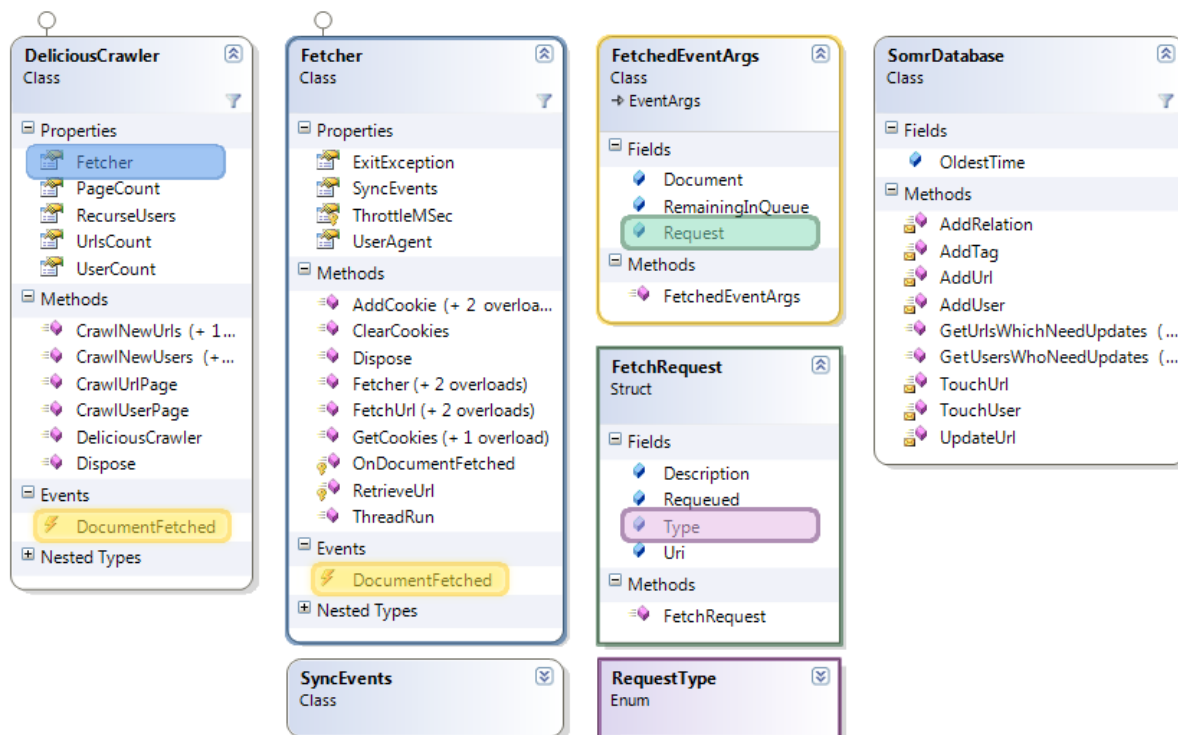 DeliciousCrawler
Class
Properties
Fetcher
PageCount
RecurseUsers
UrlsCount
UserCount
Methods
CrawlNewUrls (+ 1...
CrawlNewUsers (+...
CrawlUrlPage
CrawlUserPage
DeliciousCrawler
Dispose
Events
DocumentFetched
Nested Types
Fetcher
Class
Properties
ExitException
SyncEvents
ThrottleMSec
UserAgent
Methods
AddCookie (+ 2 overloa...
ClearCookies
Dispose
Fetcher (+ 2 overloads)
FetchUrl (+ 2 overloads)
GetCookies (+ 1 overload)
OnDocumentFetched
RetrieveUrl
ThreadRun
Events
DocumentFetched
Nested Types
SyncEvents
Class
FetchedEventArgs
Class
EventArgs
Fields
Document
RemainingInQueue
Request
Methods
FetchedEventArgs
FetchRequest
Struct
Fields
Description
Requeued
Type
Uri
Methods
FetchRequest
RequestType
Enum
SomrDatabase
Class
Fields
OldestTime
Methods
AddRelation
AddTag
AddUrl
AddUser
GetUrlsWhichNeedUpdates (...
GetUsersWhoNeedUpdates (...
TouchUrl
TouchUser
UpdateUrl